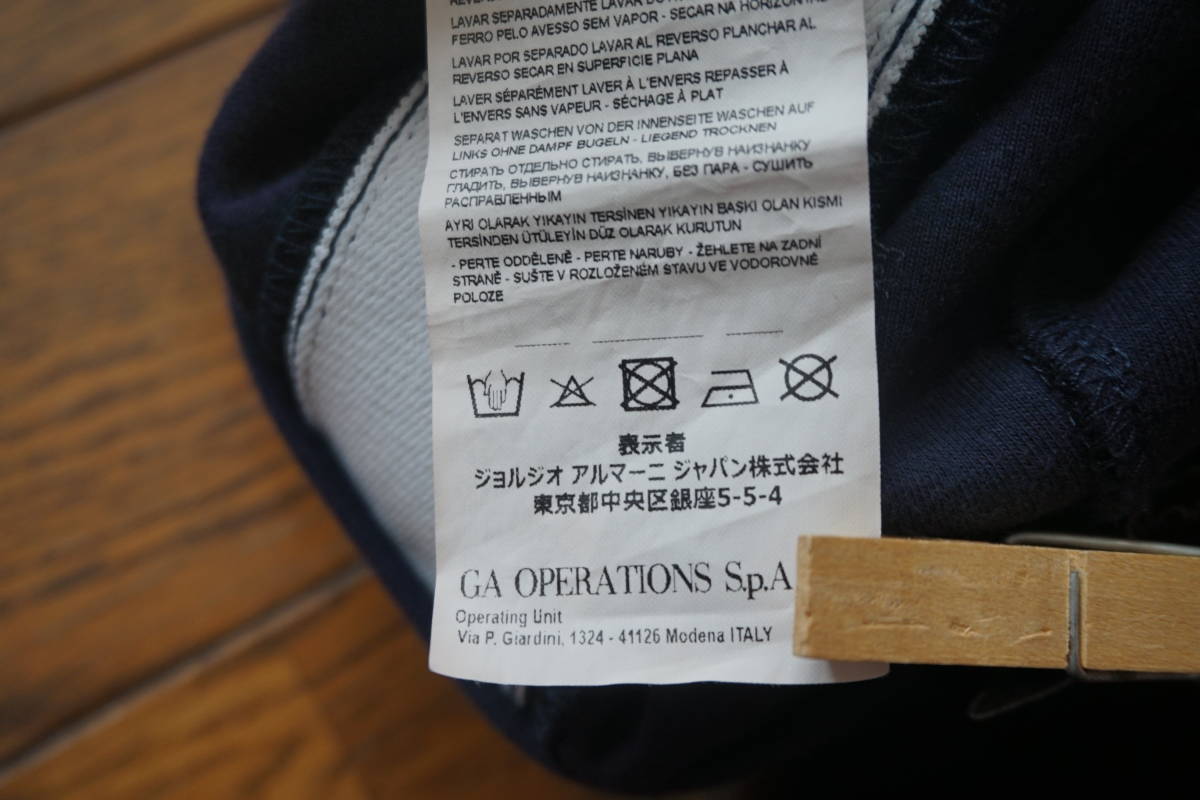 LAVAR SEPARADAMENTE LAVAR DO
FERRO PELO AVESSO SEM VAPOR - SECAR NA HORIZONTAL
LAVAR POR SEPARADO LAVAR AL REVERSO PLANCHAR AL
REVERSO SECAR EN SUPERFICIE PLANA
LAVER SÉPARÉMENT LAVER À L'ENVERS REPASSER À
L'ENVERS SANS VAPEUR - SÉCHAGE À PLAT
SEPARAT WASCHEN VON DER INNENSEITE WASCHEN AUF
LINKS OHNE DAMPF BÜGELN - LIEGEND TROCKNEN
СТИРАТЬ ОТДЕЛЬНО СТИРАТЬ, ВЫВЕРНУВ НАИЗНАНКУ
ГЛАДИТЬ, ВЫВЕРНУВ НАИЗНАНКУ, БЕЗ ПАРА - СУШИТЬ
РАСПРАВЛЕННЫМ
AYRI OLARAK YIKAYIN TERSİNEN YIKAYIN BASKI OLAN KISMI
TERSİNDEN ÜTÜLEYİN DÜZ OLARAK KURUTUN
- PERTE ODDĚLENĚ - PERTE NARUBY - ŽEHLETE NA ZADNÍ
STRANĚ - SUŠTE V ROZLOŽENÉM STAVU VE VODOROVNÉ
POLOZE
表示者
ジョルジオ アルマーニ ジャパン株式会社
東京都中央区銀座5-5-4
GA OPERATIONS S.p.A
Operating Unit
Via P. Giardini, 1324 - 41126 Modena ITALY